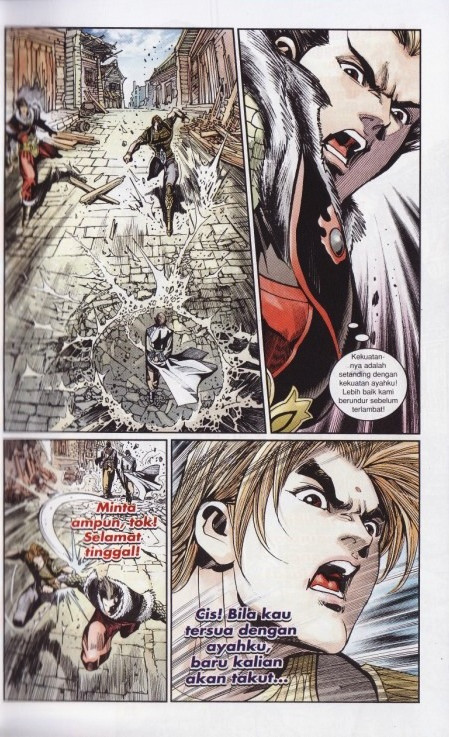 Kekuatan-
nya adalah
setanding dengan
kekuatan ayahku!
Lebih baik kami
berundur sebelum
terlambat!
Minta
ampun, tok!
Selamat
tinggal!
Cis! Bila kau
tersua dengan
ayahku,
baru kalian
akan takut...